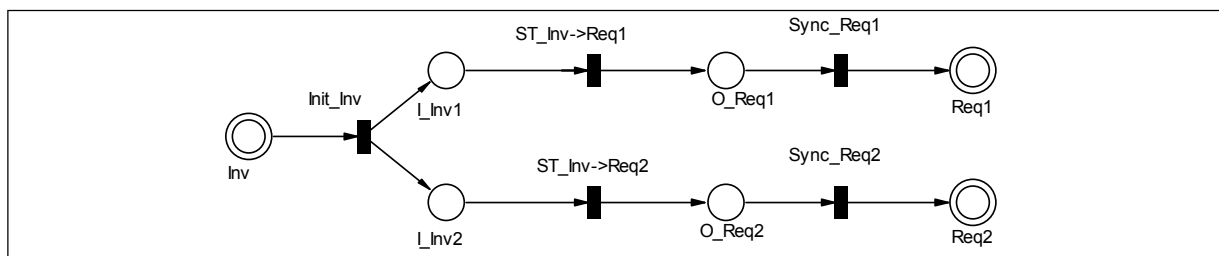 ST_Inv->Req1
Sync_Req1
Init_Inv
I_Inv1
O_Req1
Req1
Inv
ST_Inv->Req2
Sync_Req2
I_Inv2
O_Req2
Req2